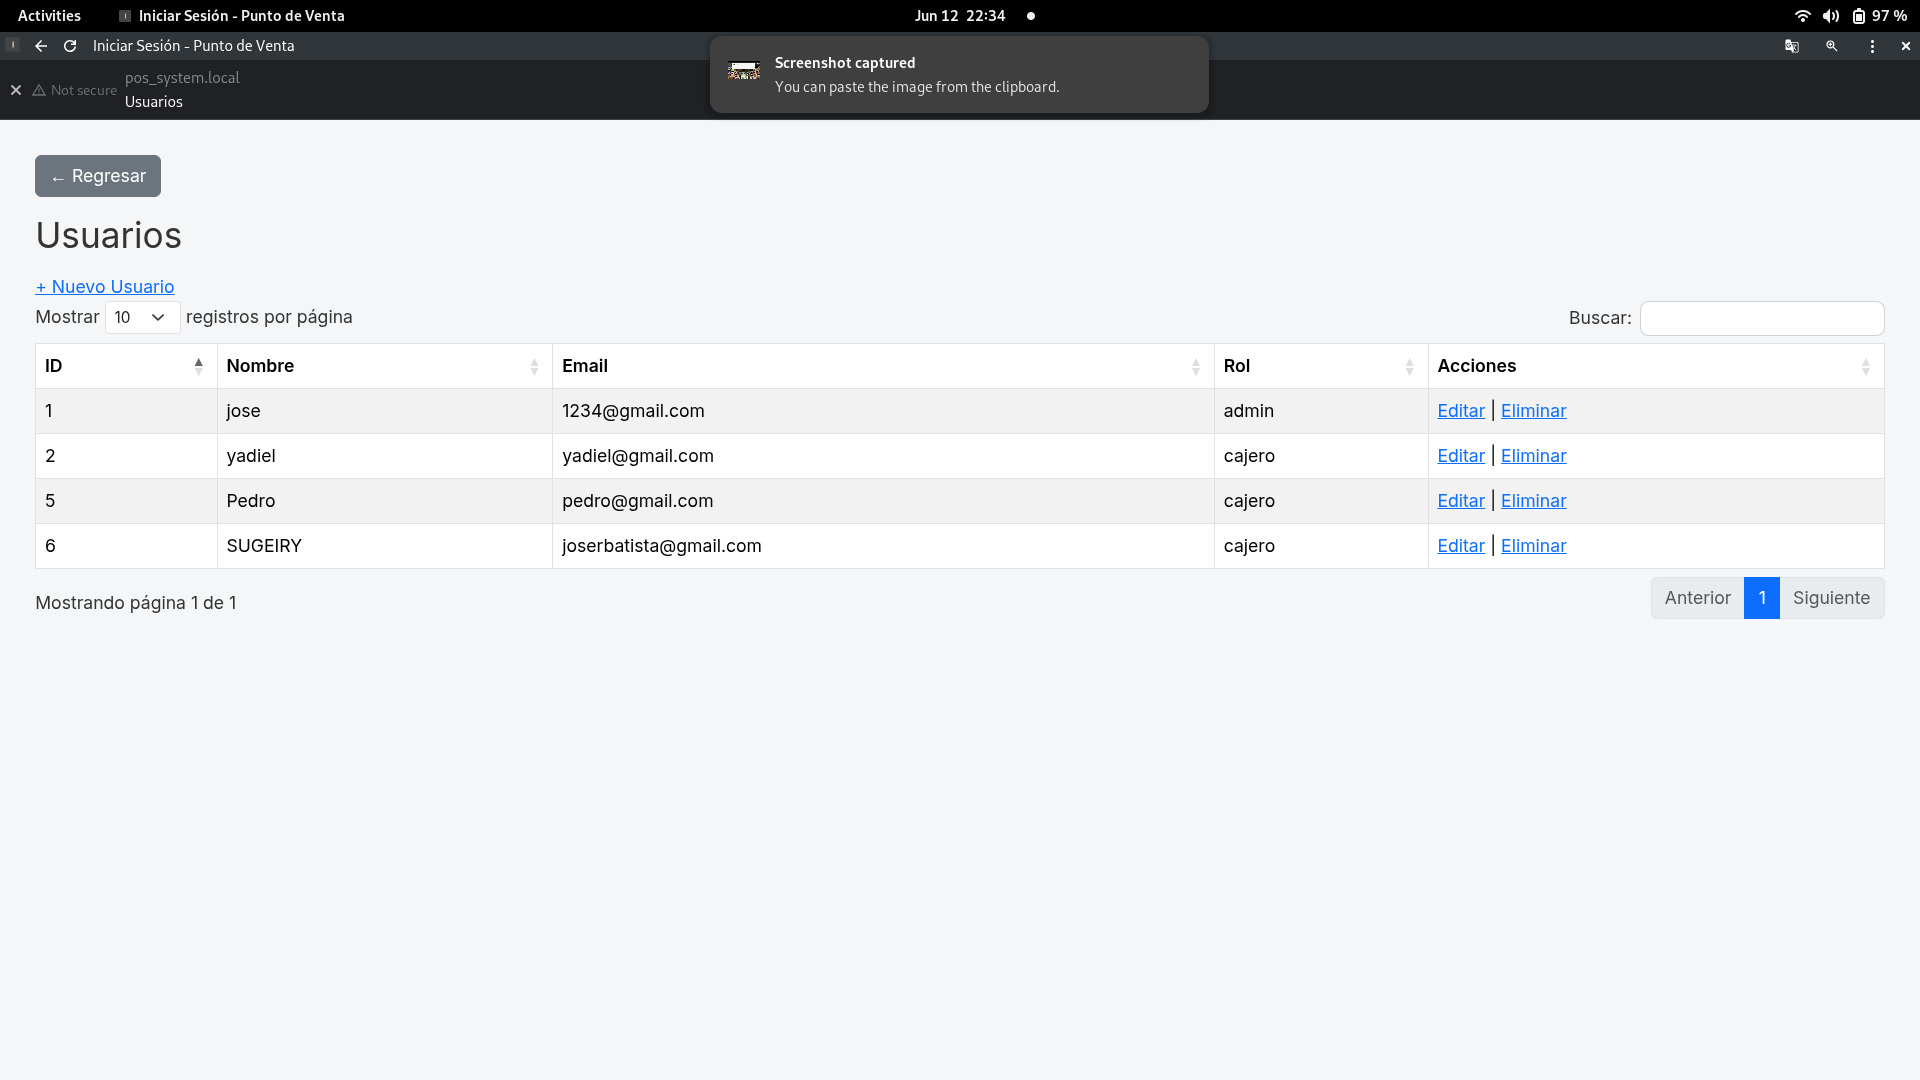 Activities Iniciar Sesión - Punto de Venta Jun 12 22:34 97 %
Iniciar Sesión - Punto de Venta
Screenshot captured
You can paste the image from the clipboard.
Not secure pos_system.local
Usuarios
← Regresar
Usuarios
+ Nuevo Usuario
Mostrar 10 registros por página Buscar:
ID Nombre Email Rol Acciones
1 jose 1234@gmail.com admin Editar | Eliminar
2 yadiel yadiel@gmail.com cajero Editar | Eliminar
5 Pedro pedro@gmail.com cajero Editar | Eliminar
6 SUGEIRY joserbatista@gmail.com cajero Editar | Eliminar
Mostrando página 1 de 1 Anterior 1 Siguiente